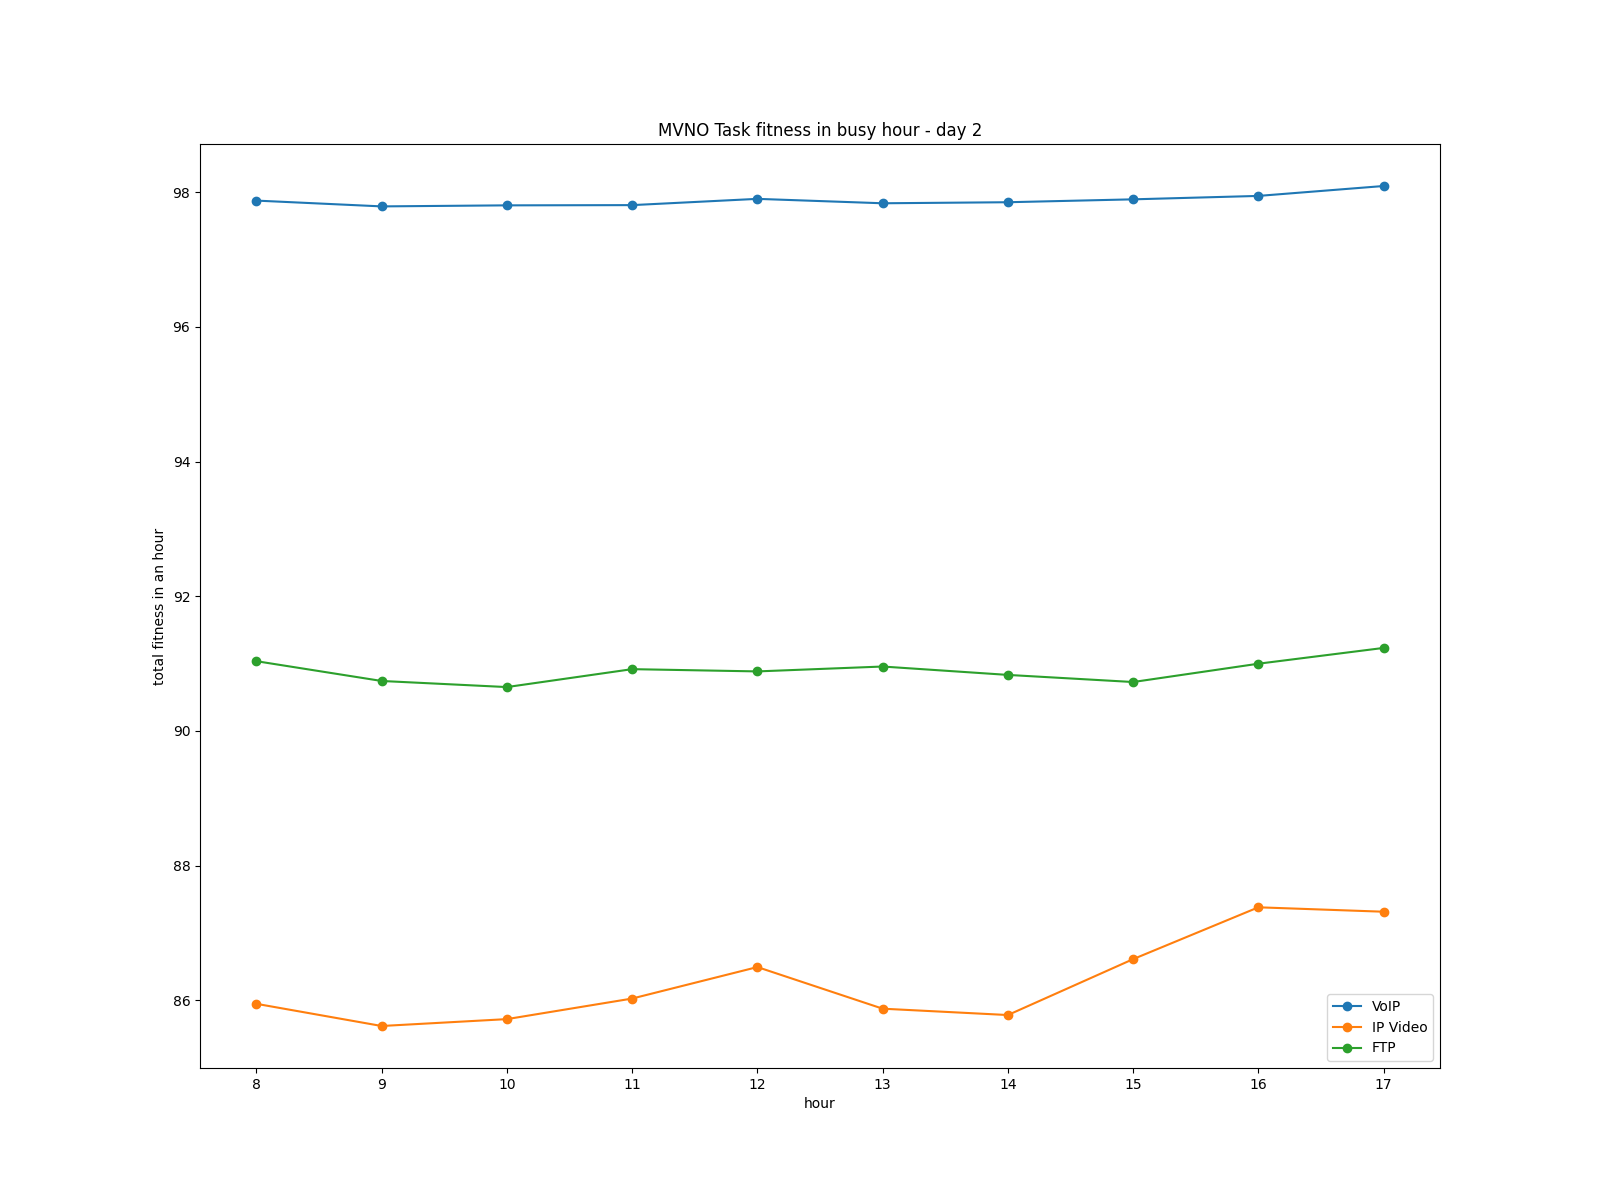 MVNO Task fitness in busy hour - day 2
total fitness in an hour
98
96
94
92
90
88
86
8 9 10 11 12 13 14 15 16 17
hour
VoIP
IP Video
FTP